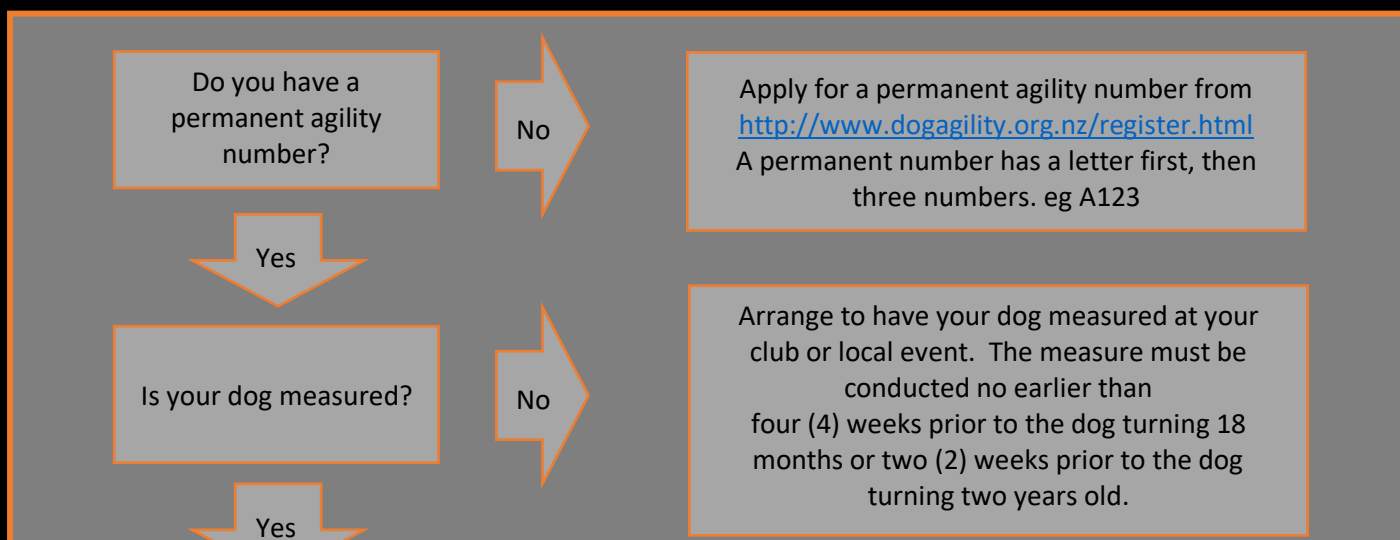 Do you have a
permanent agility
number?
No
Apply for a permanent agility number from
http://www.dogagility.org.nz/register.html
A permanent number has a letter first, then
three numbers. eg A123
Yes
Is your dog measured?
No
Arrange to have your dog measured at your
club or local event.  The measure must be
conducted no earlier than
four (4) weeks prior to the dog turning 18
months or two (2) weeks prior to the dog
turning two years old.
Yes